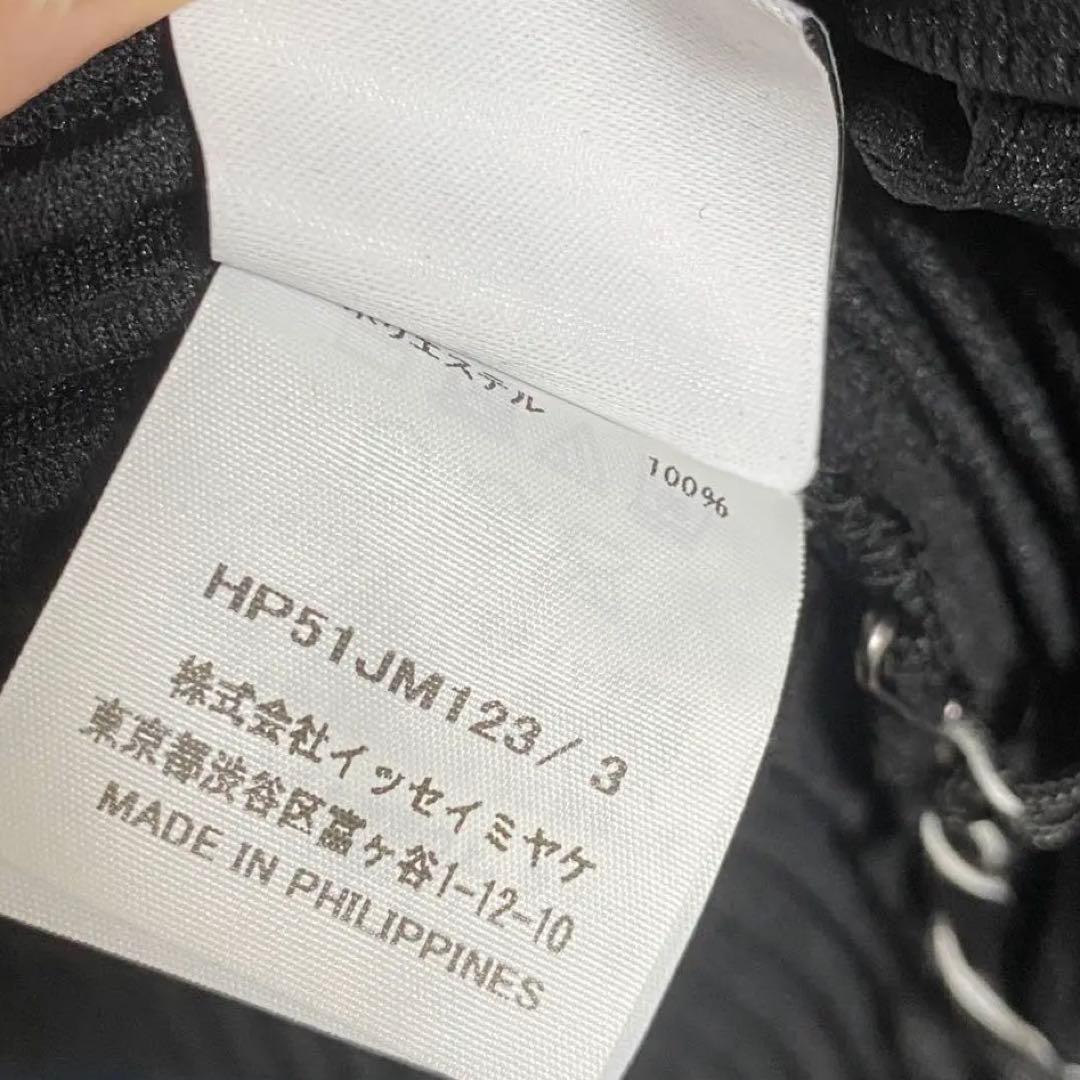 ポリエステル 100%
HP51JM123/ 3
株式会社イッセイミヤケ
東京都渋谷区富ヶ谷1-12-10
MADE IN PHILIPPINES